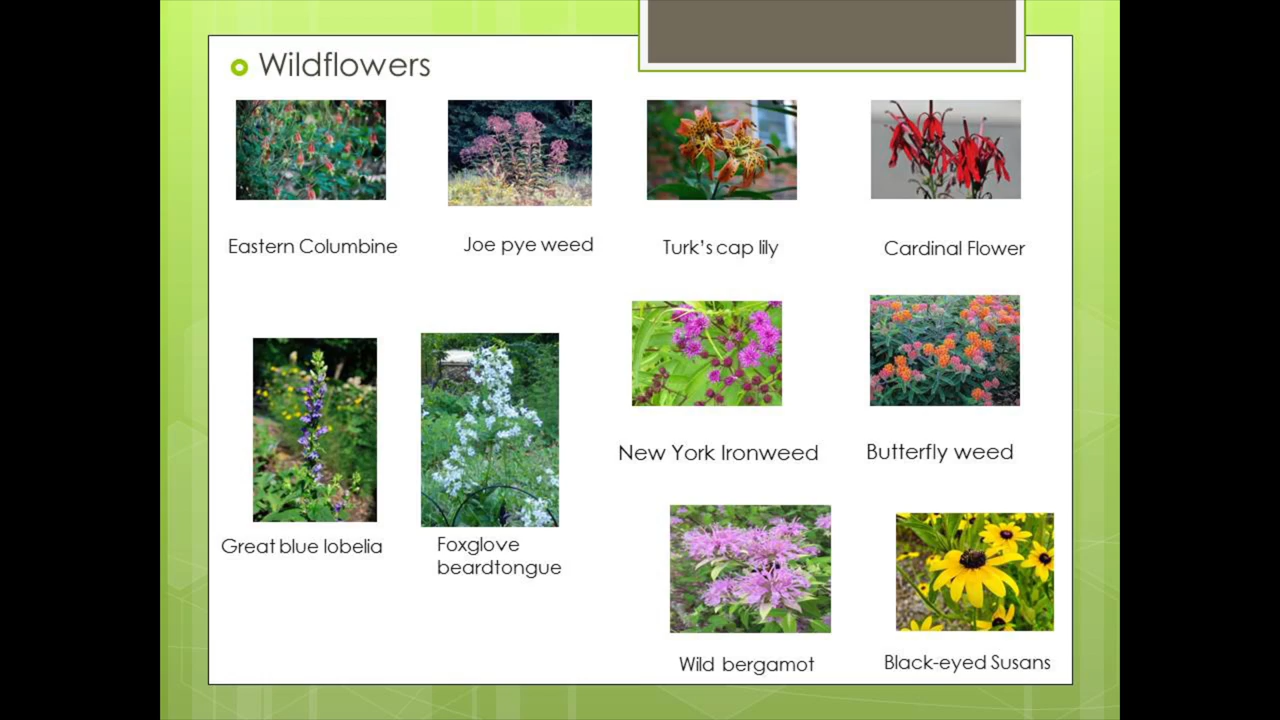 Wildflowers
Eastern Columbine
Joe pye weed
Turk's cap lily
Cardinal Flower
New York Ironweed
Butterfly weed
Great blue lobelia
Foxglove
beardtongue
Wild bergamot
Black-eyed Susans